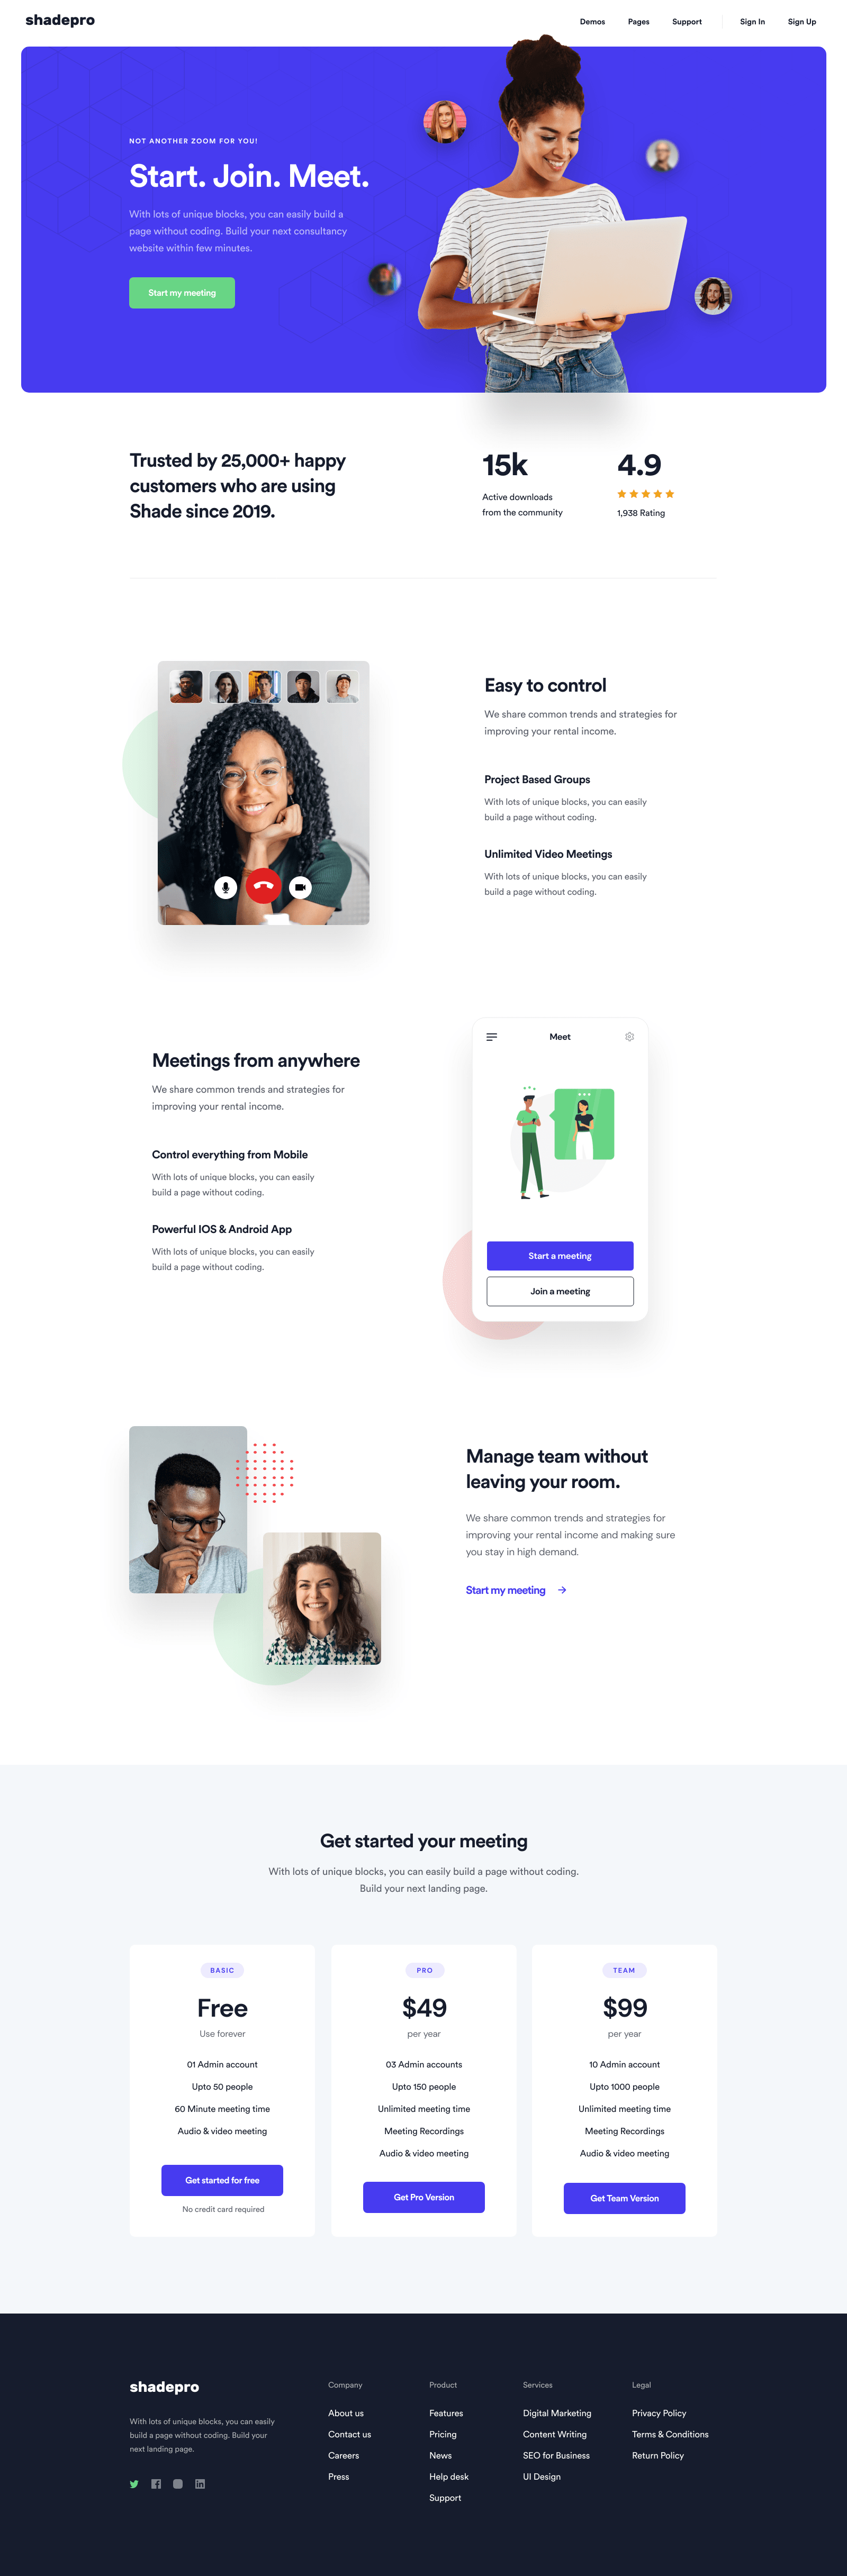 shadepro
Demos Pages Support Sign In Sign Up
NOT ANOTHER ZOOM FOR YOU!
Start. Join. Meet.
With lots of unique blocks, you can easily build a
page without coding. Build your next consultancy
website within few minutes.
Start my meeting
Trusted by 25,000+ happy
customers who are using
Shade since 2019.
15k
Active downloads
from the community
4.9
1,938 Rating
Easy to control
We share common trends and strategies for
improving your rental income.
Project Based Groups
With lots of unique blocks, you can easily
build a page without coding.
Unlimited Video Meetings
With lots of unique blocks, you can easily
build a page without coding.
Meetings from anywhere
We share common trends and strategies for
improving your rental income.
Control everything from Mobile
With lots of unique blocks, you can easily
build a page without coding.
Powerful IOS & Android App
With lots of unique blocks, you can easily
build a page without coding.
Meet
Start a meeting
Join a meeting
Manage team without
leaving your room.
We share common trends and strategies for
improving your rental income and making sure
you stay in high demand.
Start my meeting
Get started your meeting
With lots of unique blocks, you can easily build a page without coding.
Build your next landing page.
BASIC
Free
Use forever
01 Admin account
Upto 50 people
60 Minute meeting time
Audio & video meeting
Get started for free
No credit card required
PRO
$49
per year
03 Admin accounts
Upto 150 people
Unlimited meeting time
Meeting Recordings
Audio & video meeting
Get Pro Version
TEAM
$99
per year
10 Admin account
Upto 1000 people
Unlimited meeting time
Meeting Recordings
Audio & video meeting
Get Team Version
shadepro
With lots of unique blocks, you can easily
build a page without coding. Build your
next landing page.
Company
About us
Contact us
Careers
Press
Product
Features
Pricing
News
Help desk
Support
Services
Digital Marketing
Content Writing
SEO for Business
UI Design
Legal
Privacy Policy
Terms & Conditions
Return Policy